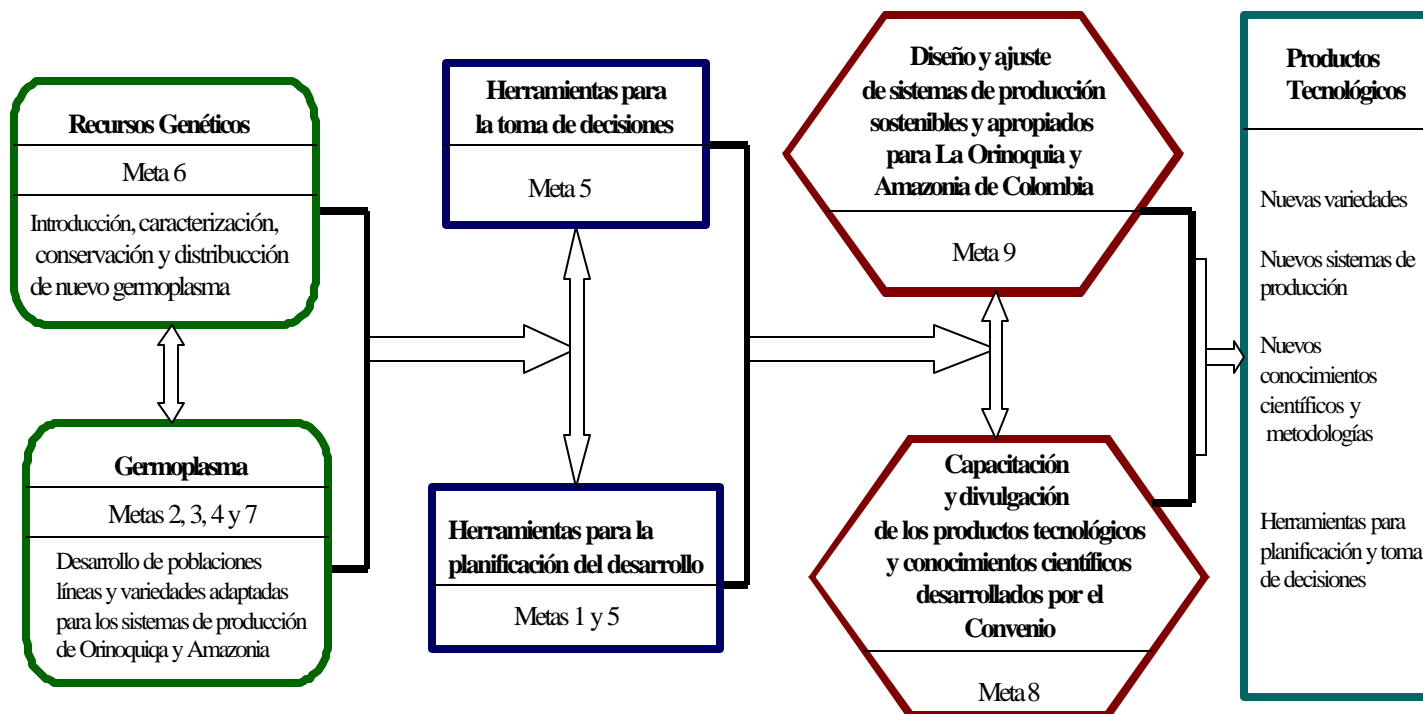 Recursos Genéticos
Meta 6
Introducción, caracterización,
conservación y distribucción
de nuevo germoplasma
Germoplasma
Metas 2, 3, 4 y 7
Desarrollo de poblaciones
líneas y variedades adaptadas
para los sistemas de producción
de Orinoquiqa y Amazonia
Herramientas para
la toma de decisiones
Meta 5
Herramientas para la
planificación del desarrollo
Metas 1 y 5
Diseño y ajuste
de sistemas de producción
sostenibles y apropiados
para La Orinoquia y
Amazonia de Colombia
Meta 9
Capacitación
y divulgación
de los productos tecnológicos
y conocimientos científicos
desarrollados por el
Convenio
Meta 8
Productos
Tecnológicos
Nuevas variedades
Nuevos sistemas de
producción
Nuevos
conocimientos
científicos y
metodologías
Herramientas para
planificación y toma
de decisiones